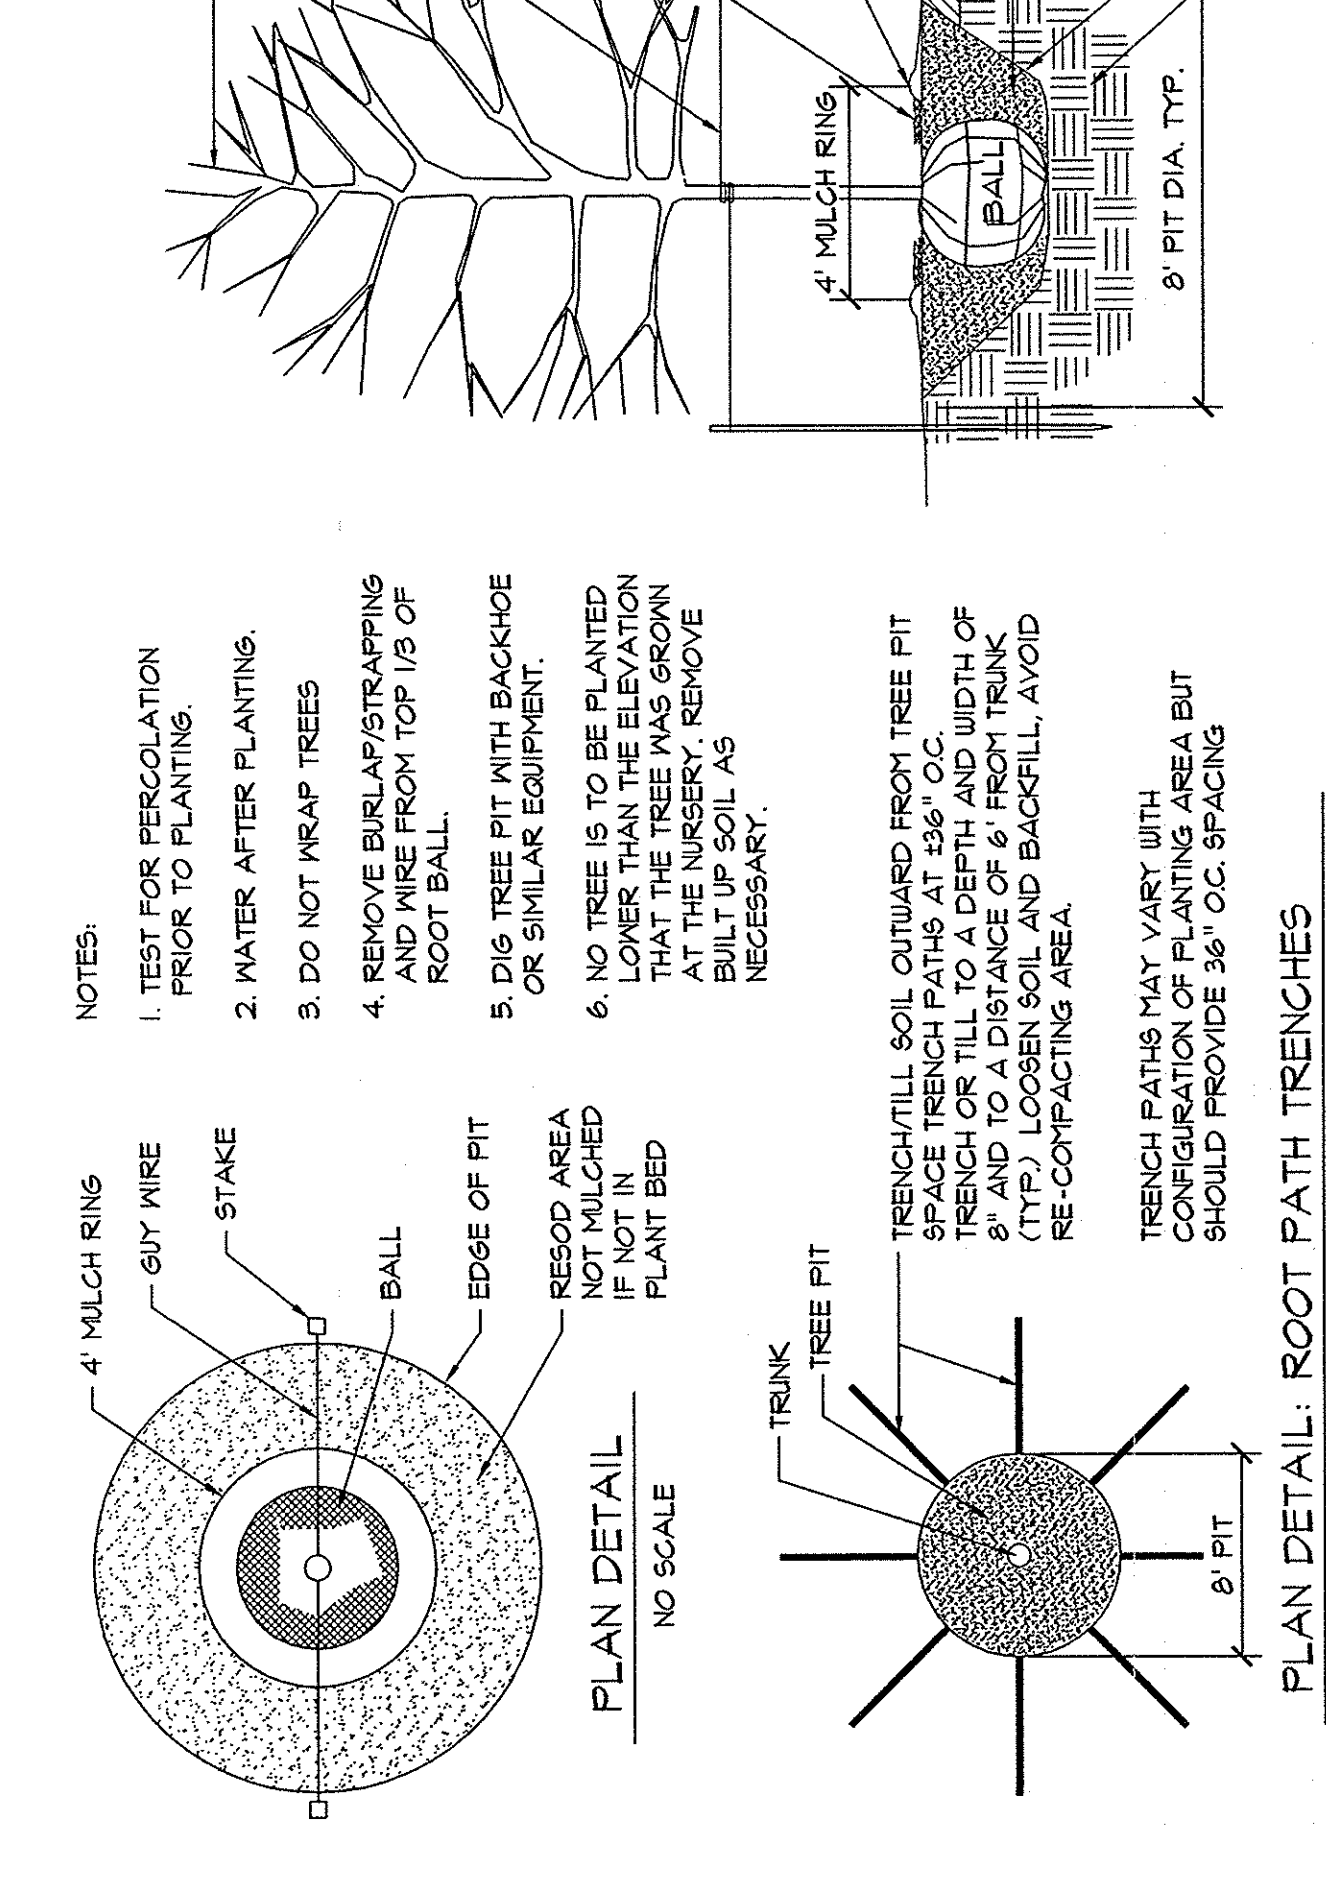 4' MULCH RING
GUY WIRE
STAKE
BALL
EDGE OF PIT
RESOD AREA
NOT MULCHED
IF NOT IN
PLANT BED
PLAN DETAIL
NO SCALE
NOTES:
1. TEST FOR PERCOLATION
PRIOR TO PLANTING.
2. WATER AFTER PLANTING.
3. DO NOT WRAP TREES
4. REMOVE BURLAP/STRAPPING
AND WIRE FROM TOP 1/3 OF
ROOT BALL.
5. DIG TREE PIT WITH BACKHOE
OR SIMILAR EQUIPMENT.
6. NO TREE IS TO BE PLANTED
LOWER THAN THE ELEVATION
THAT THE TREE WAS GROWN
AT THE NURSERY. REMOVE
BUILT UP SOIL AS
NECESSARY.
4' MULCH RING
BALL
8' PIT DIA. TYP.
TRUNK
TREE PIT
TRENCH/TILL SOIL OUTWARD FROM TREE PIT
SPACE TRENCH PATHS AT ±36" O.C.
TRENCH OR TILL TO A DEPTH AND WIDTH OF
8" AND TO A DISTANCE OF 6' FROM TRUNK
(TYP.) LOOSEN SOIL AND BACKFILL, AVOID
RE-COMPACTING AREA.
TRENCH PATHS MAY VARY WITH
CONFIGURATION OF PLANTING AREA BUT
SHOULD PROVIDE 36" O.C. SPACING
8' PIT
PLAN DETAIL: ROOT PATH TRENCHES